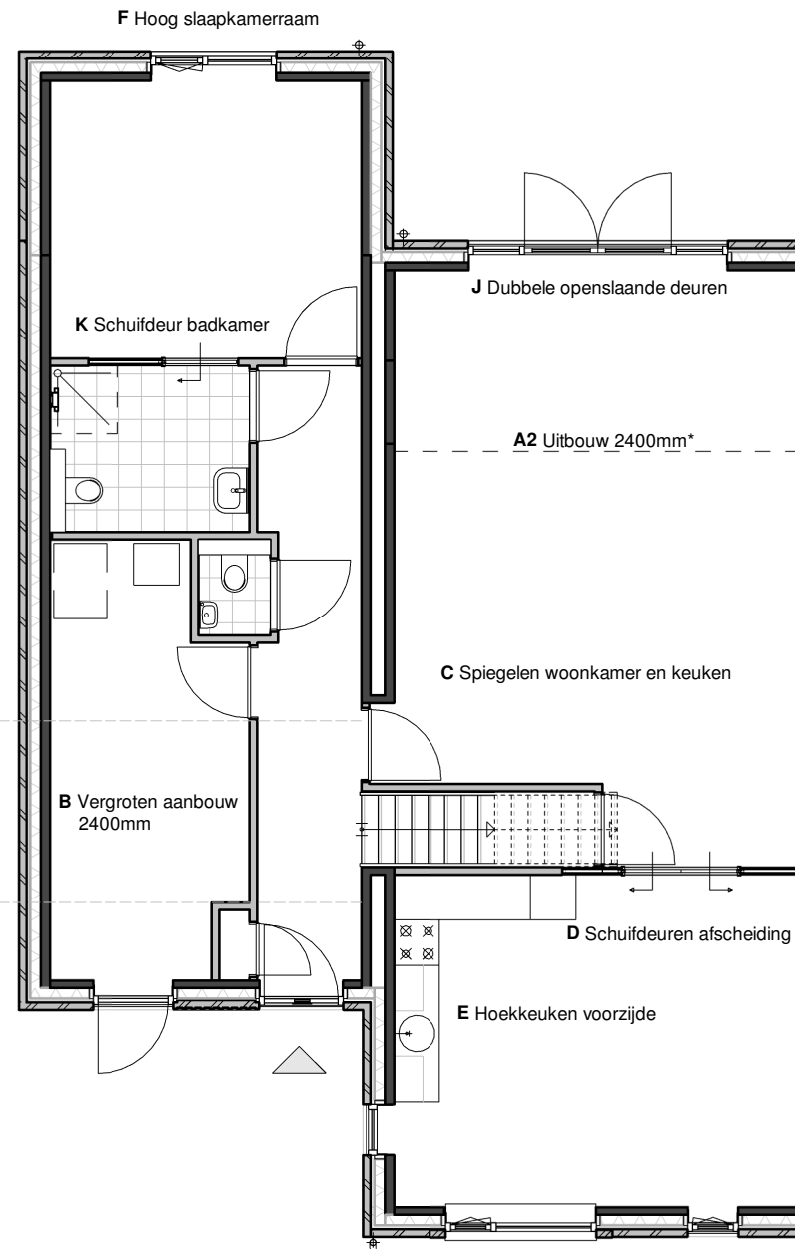 F Hoog slaapkamerraam
J Dubbele openslaande deuren
K Schuifdeur badkamer
A2 Uitbouw 2400mm*
C Spiegelen woonkamer en keuken
B Vergroten aanbouw
2400mm
D Schuifdeuren afscheiding
E Hoekkeuken voorzijde